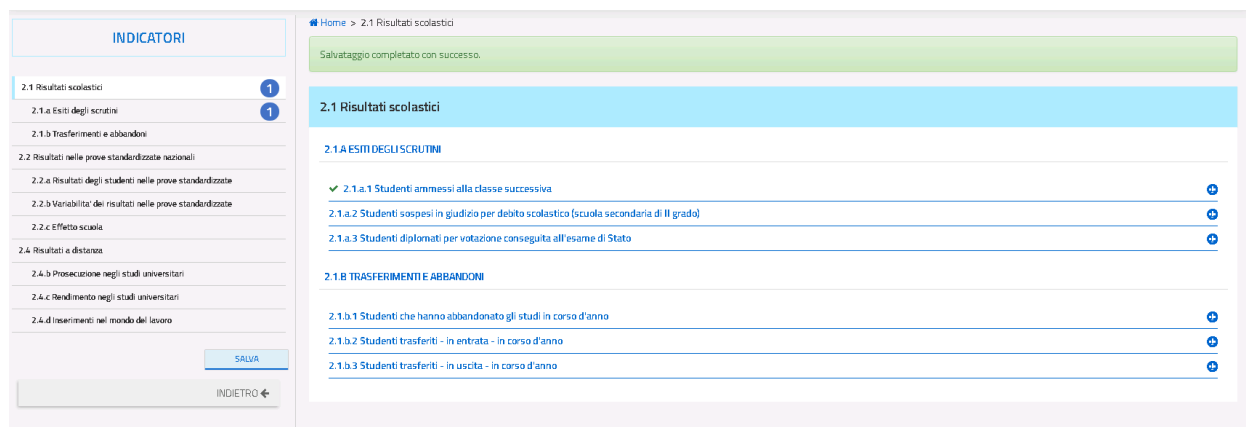 INDICATORI
2.1 Risultati scolastici 1
2.1.a Esiti degli scrutini 1
2.1.b Trasferimenti e abbandoni
2.2 Risultati nelle prove standardizzate nazionali
2.2.a Risultati degli studenti nelle prove standardizzate
2.2.b Variabilita' dei risultati nelle prove standardizzate
2.2.c Effetto scuola
2.4 Risultati a distanza
2.4.b Prosecuzione negli studi universitari
2.4.c Rendimento negli studi universitari
2.4.d Inserimenti nel mondo del lavoro
SALVA
INDIETRO
Home > 2.1 Risultati scolastici
Salvataggio completato con successo.
2.1 Risultati scolastici
2.1.A ESITI DEGLI SCRUTINI
2.1.a.1 Studenti ammessi alla classe successiva
2.1.a.2 Studenti sospesi in giudizio per debito scolastico (scuola secondaria di II grado)
2.1.a.3 Studenti diplomati per votazione conseguita all'esame di Stato
2.1.B TRASFERIMENTI E ABBANDONI
2.1.b.1 Studenti che hanno abbandonato gli studi in corso d'anno
2.1.b.2 Studenti trasferiti - in entrata - in corso d'anno
2.1.b.3 Studenti trasferiti - in uscita - in corso d'anno